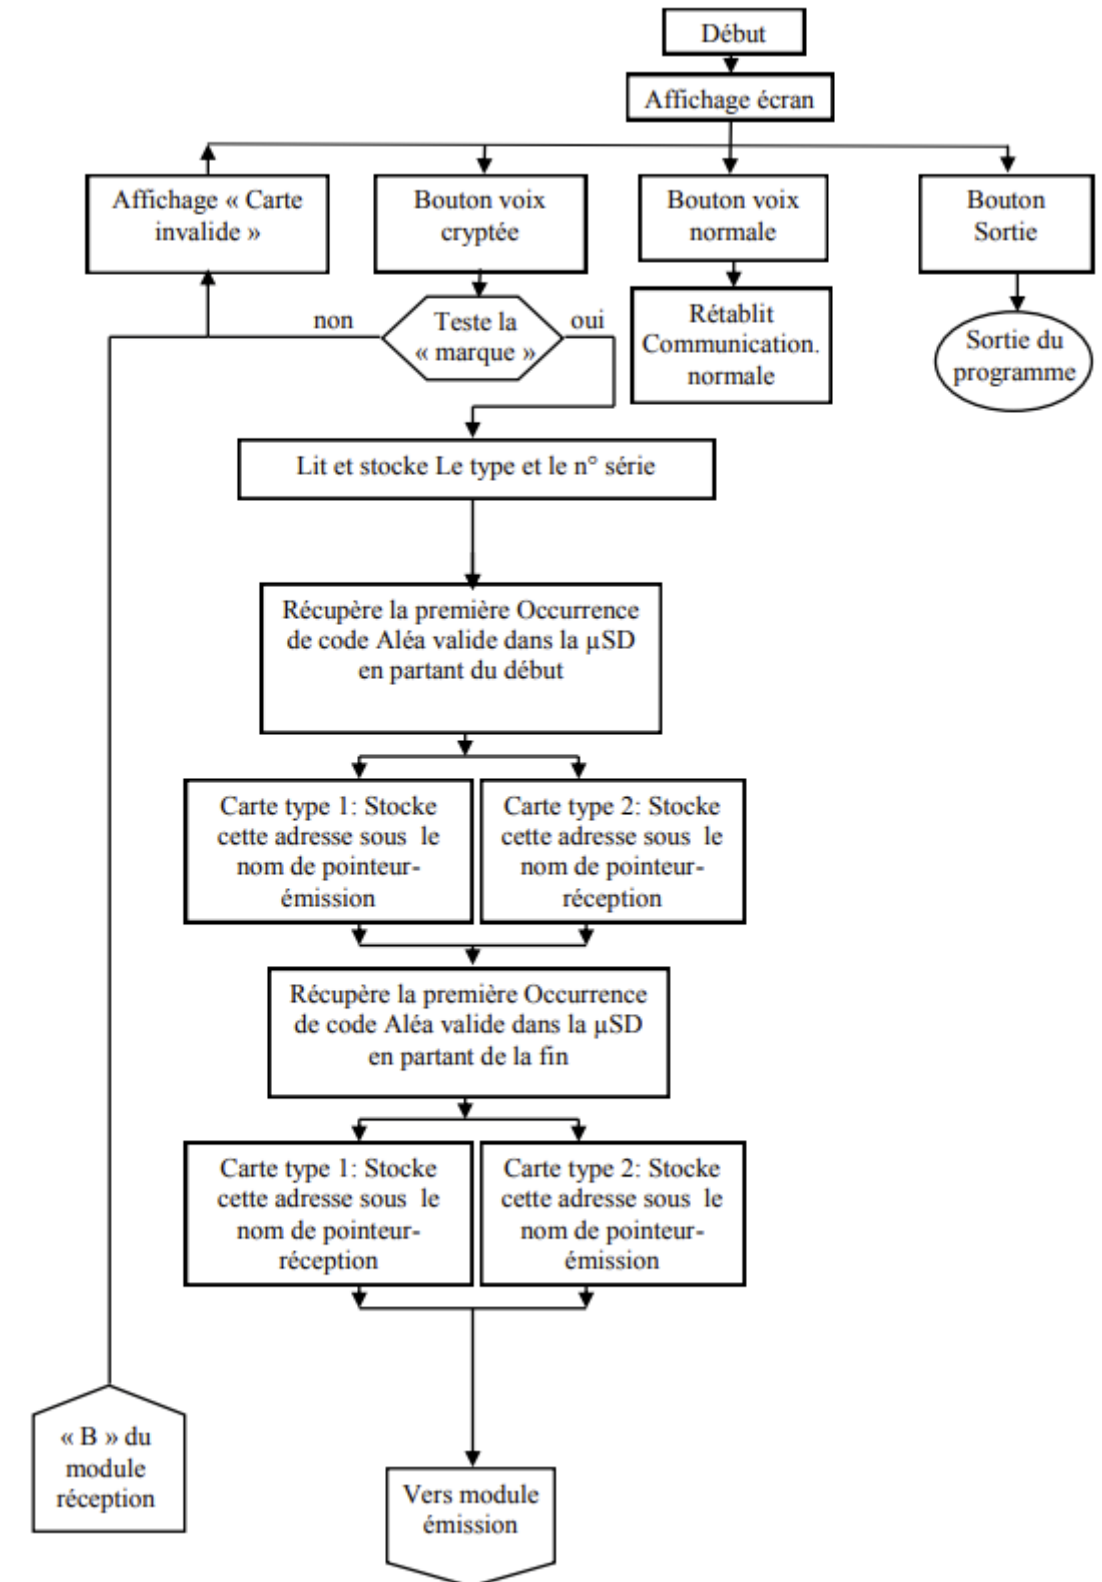 Début
Affichage écran
Affichage « Carte
invalide »
Bouton voix
cryptée
Bouton voix
normale
Bouton
Sortie
non
Teste la
« marque »
oui
Rétablit
Communication.
normale
Sortie du
programme
Lit et stocke Le type et le n° série
Récupère la première Occurrence
de code Aléa valide dans la µSD
en partant du début
Carte type 1: Stocke
cette adresse sous le
nom de pointeur-
émission
Carte type 2: Stocke
cette adresse sous le
nom de pointeur-
réception
Récupère la première Occurrence
de code Aléa valide dans la µSD
en partant de la fin
Carte type 1: Stocke
cette adresse sous le
nom de pointeur-
réception
Carte type 2: Stocke
cette adresse sous le
nom de pointeur-
émission
« B » du
module
réception
Vers module
émission